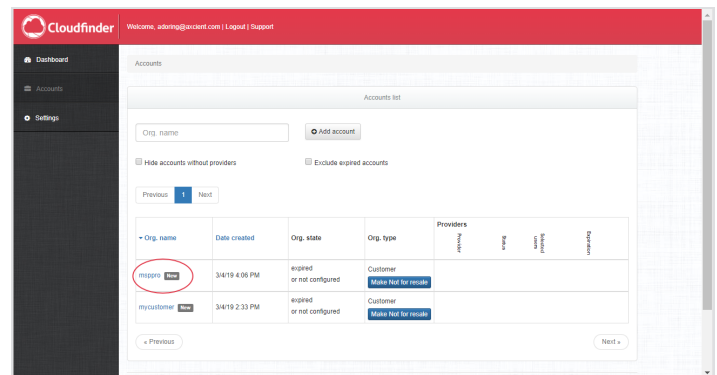 Cloudfinder
Welcome, adoring@axcient.com | Logout | Support
Dashboard
Accounts
Settings
Accounts
Accounts list
Org. name
Add account
Hide accounts without providers
Exclude expired accounts
Previous 1 Next
Providers
Org. name Date created Org. state Org. type Provider Status Selected users Expiration
msppro New 3/4/19 4:06 PM expired or not configured Customer
Make Not for resale
mycustomer New 3/4/19 2:33 PM expired or not configured Customer
Make Not for resale
« Previous
Next »